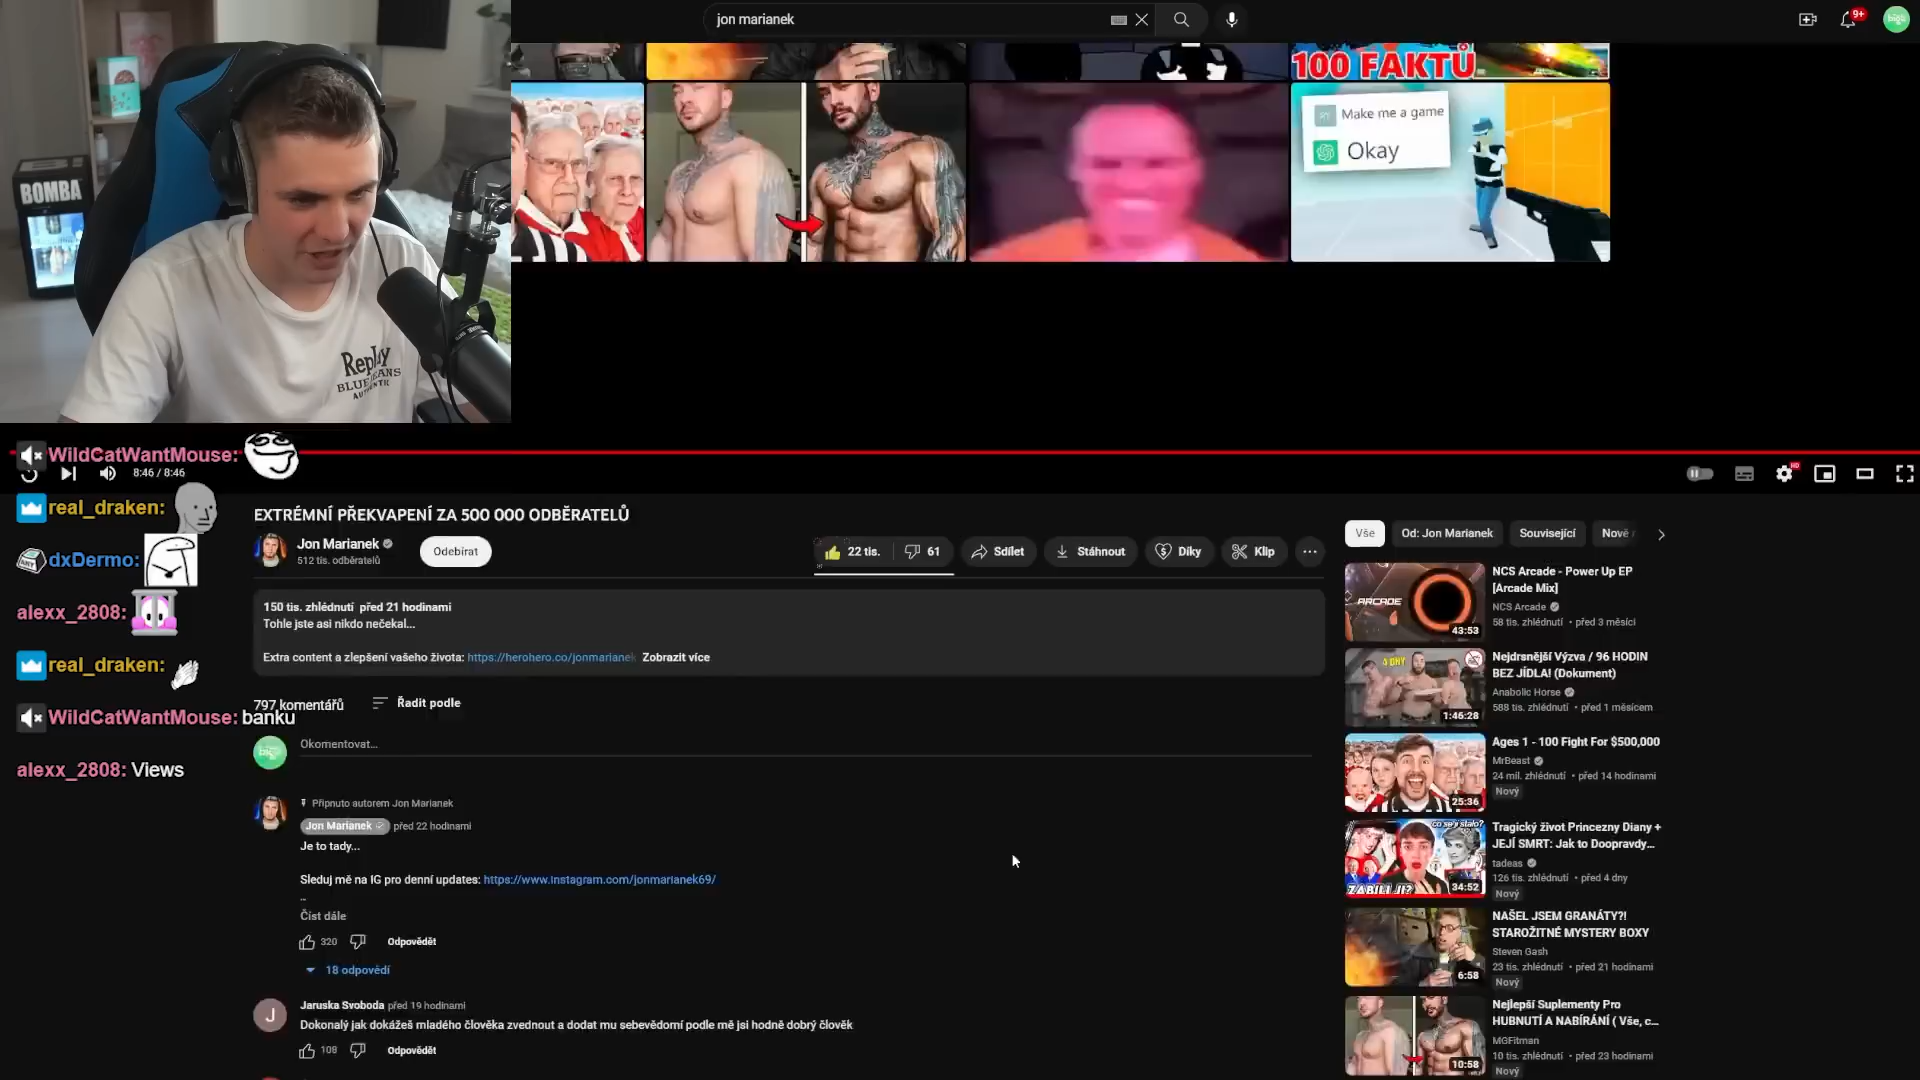 jon marianek
9+
100 FAKTŮ
Make me a game
Okay
BOMBA
Replay
BLUE JEANS
AUTHENTIC
WildCatWantMouse:
8:46 / 8:46
HD
real_draken:
dxDermo:
alexx_2808:
real_draken:
WildCatWantMouse: banku
alexx_2808: Views
EXTRÉMNÍ PŘEKVAPENÍ ZA 500 000 ODBĚRATELŮ
Jon Marianek
512 tis. odběratelů
Odebírat
22 tis.
61
Sdílet
Stáhnout
Díky
Klip
150 tis. zhlédnutí před 21 hodinami
Tohle jste asi nikdo nečekal...
Extra content a zlepšení vašeho života: https://herohero.co/jonmarianek Zobrazit více
797 komentářů
Řadit podle
Okomentovat...
Připnuto autorem Jon Marianek
Jon Marianek před 22 hodinami
Je to tady...
Sleduj mě na IG pro denní updates: https://www.instagram.com/jonmarianek69/
..
Číst dále
320
Odpovědět
18 odpovědí
J
Jaruska Svoboda před 19 hodinami
Dokonalý jak dokážeš mladého člověka zvednout a dodat mu sebevědomí podle mě jsi hodně dobrý člověk
108
Odpovědět
Vše
Od: Jon Marianek
Související
Nově
ARCADE
43:53
NCS Arcade - Power Up EP
[Arcade Mix]
NCS Arcade
58 tis. zhlédnutí • před 3 měsíci
4 DNY
1:46:28
Nejdrsnější Výzva / 96 HODIN
BEZ JÍDLA! (Dokument)
Anabolic Horse
588 tis. zhlédnutí • před 1 měsícem
25:36
Ages 1 - 100 Fight For $500,000
MrBeast
24 mil. zhlédnutí • před 14 hodinami
Nový
co se jí stalo?
ZABILI JI?
34:52
Tragický život Princezny Diany +
JEJÍ SMRT: Jak to Doopravdy...
tadeas
126 tis. zhlédnutí • před 4 dny
Nový
6:58
NAŠEL JSEM GRANÁTY?!
STAROŽITNÉ MYSTERY BOXY
Steven Gash
23 tis. zhlédnutí • před 21 hodinami
Nový
10:58
Nejlepší Suplementy Pro
HUBNUTÍ A NABÍRÁNÍ ( Vše, c...
MGFitman
10 tis. zhlédnutí • před 23 hodinami
Nový